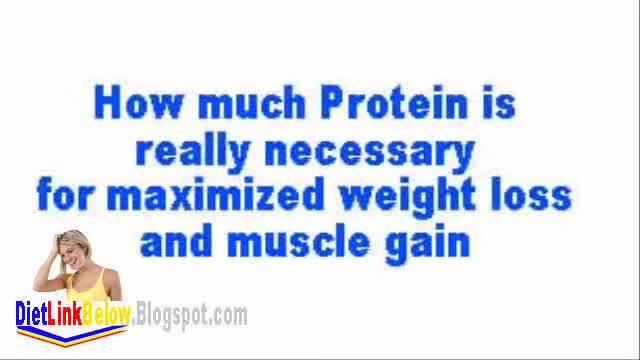 How much Protein is
really necessary
for maximized weight loss
and muscle gain
DietLinkBelow.Blogspot.com